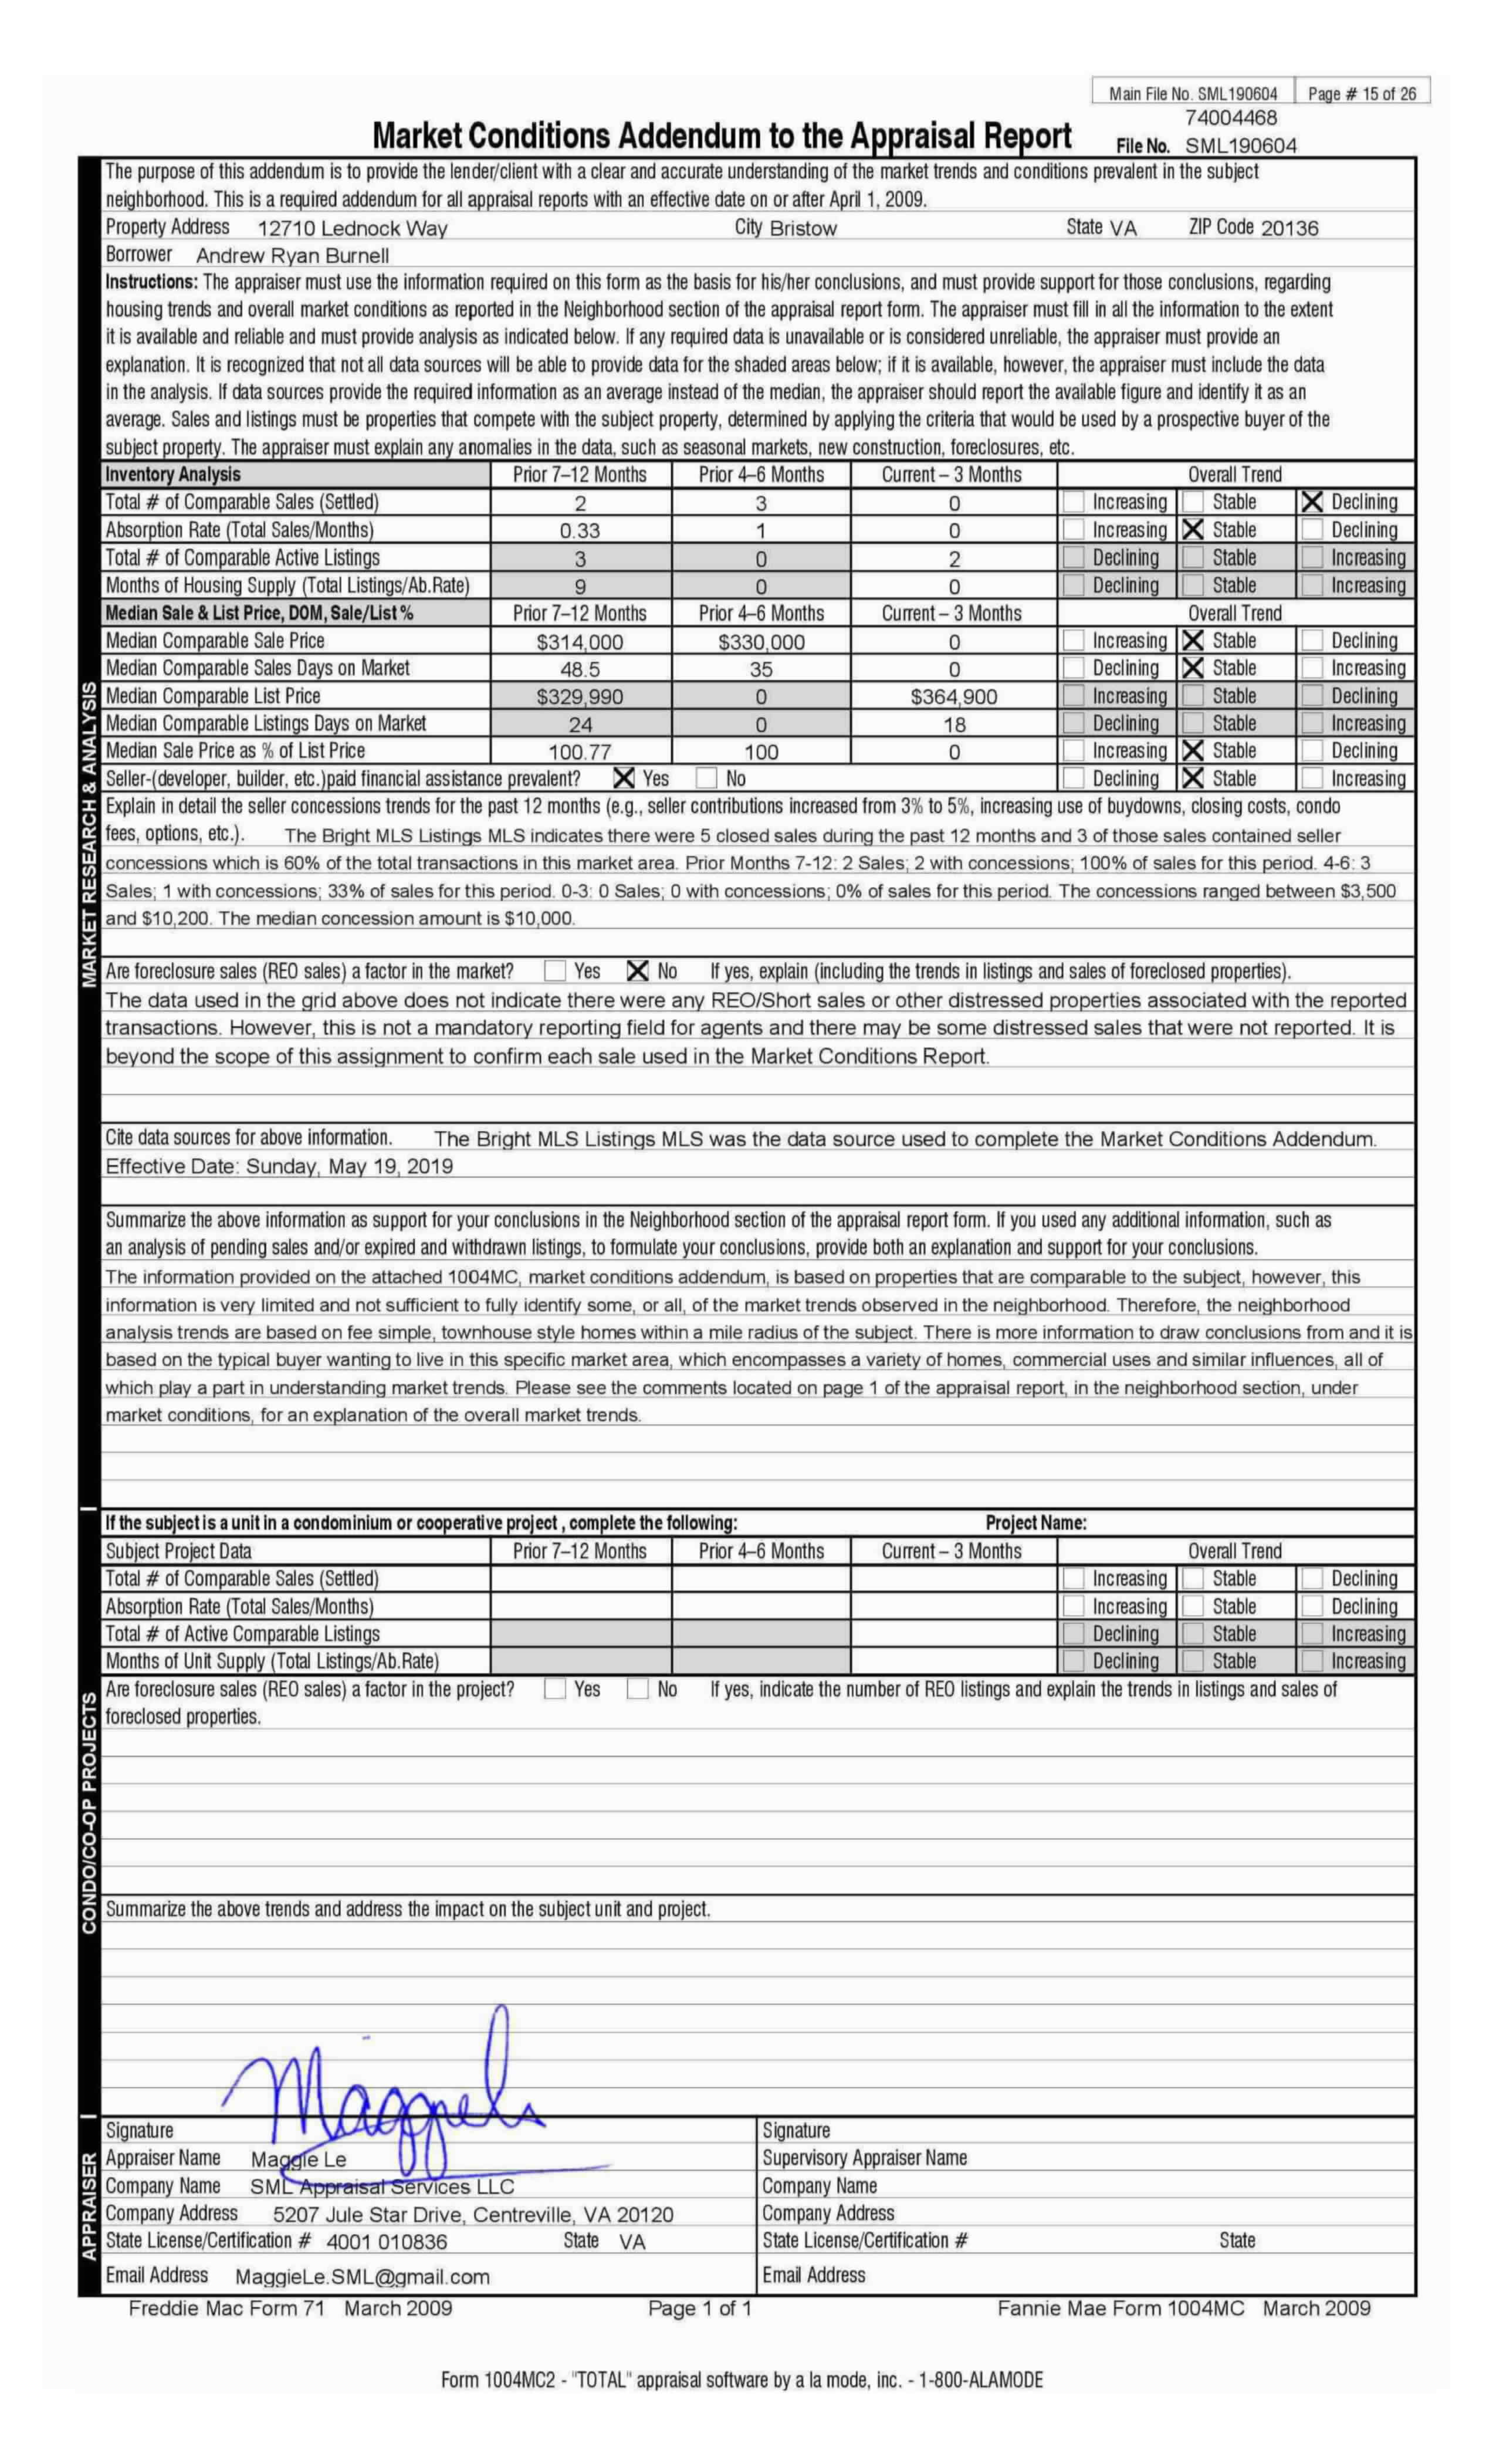 Main File No. SML190604 Page # 15 of 26
74004468
Market Conditions Addendum to the Appraisal Report File No. SML190604
The purpose of this addendum is to provide the lender/client with a clear and accurate understanding of the market trends and conditions prevalent in the subject
neighborhood. This is a required addendum for all appraisal reports with an effective date on or after April 1, 2009.
Property Address 12710 Lednock Way City Bristow State VA ZIP Code 20136
Borrower Andrew Ryan Burnell
Instructions: The appraiser must use the information required on this form as the basis for his/her conclusions, and must provide support for those conclusions, regarding
housing trends and overall market conditions as reported in the Neighborhood section of the appraisal report form. The appraiser must fill in all the information to the extent
it is available and reliable and must provide analysis as indicated below. If any required data is unavailable or is considered unreliable, the appraiser must provide an
explanation. It is recognized that not all data sources will be able to provide data for the shaded areas below; if it is available, however, the appraiser must include the data
in the analysis. If data sources provide the required information as an average instead of the median, the appraiser should report the available figure and identify it as an
average. Sales and listings must be properties that compete with the subject property, determined by applying the criteria that would be used by a prospective buyer of the
subject property. The appraiser must explain any anomalies in the data, such as seasonal markets, new construction, foreclosures, etc.
Inventory Analysis Prior 7–12 Months Prior 4–6 Months Current – 3 Months Overall Trend
Total # of Comparable Sales (Settled) 2 3 0 Increasing Stable X Declining
Absorption Rate (Total Sales/Months) 0.33 1 0 Increasing X Stable Declining
Total # of Comparable Active Listings 3 0 2 Declining Stable Increasing
Months of Housing Supply (Total Listings/Ab.Rate) 9 0 0 Declining Stable Increasing
Median Sale & List Price, DOM, Sale/List % Prior 7–12 Months Prior 4–6 Months Current – 3 Months Overall Trend
Median Comparable Sale Price $314,000 $330,000 0 Increasing X Stable Declining
Median Comparable Sales Days on Market 48.5 35 0 Declining X Stable Increasing
Median Comparable List Price $329,990 0 $364,900 Increasing Stable Declining
Median Comparable Listings Days on Market 24 0 18 Declining Stable Increasing
Median Sale Price as % of List Price 100.77 100 0 Increasing X Stable Declining
Seller-(developer, builder, etc.)paid financial assistance prevalent? X Yes No Declining X Stable Increasing
Explain in detail the seller concessions trends for the past 12 months (e.g., seller contributions increased from 3% to 5%, increasing use of buydowns, closing costs, condo
fees, options, etc.). The Bright MLS Listings MLS indicates there were 5 closed sales during the past 12 months and 3 of those sales contained seller
concessions which is 60% of the total transactions in this market area. Prior Months 7-12: 2 Sales; 2 with concessions; 100% of sales for this period. 4-6: 3
Sales; 1 with concessions; 33% of sales for this period. 0-3: 0 Sales; 0 with concessions; 0% of sales for this period. The concessions ranged between $3,500
and $10,200. The median concession amount is $10,000.
MARKET RESEARCH & ANALYSIS
Are foreclosure sales (REO sales) a factor in the market? Yes X No If yes, explain (including the trends in listings and sales of foreclosed properties).
The data used in the grid above does not indicate there were any REO/Short sales or other distressed properties associated with the reported
transactions. However, this is not a mandatory reporting field for agents and there may be some distressed sales that were not reported. It is
beyond the scope of this assignment to confirm each sale used in the Market Conditions Report.
Cite data sources for above information. The Bright MLS Listings MLS was the data source used to complete the Market Conditions Addendum.
Effective Date: Sunday, May 19, 2019
Summarize the above information as support for your conclusions in the Neighborhood section of the appraisal report form. If you used any additional information, such as
an analysis of pending sales and/or expired and withdrawn listings, to formulate your conclusions, provide both an explanation and support for your conclusions.
The information provided on the attached 1004MC, market conditions addendum, is based on properties that are comparable to the subject, however, this
information is very limited and not sufficient to fully identify some, or all, of the market trends observed in the neighborhood. Therefore, the neighborhood
analysis trends are based on fee simple, townhouse style homes within a mile radius of the subject. There is more information to draw conclusions from and it is
based on the typical buyer wanting to live in this specific market area, which encompasses a variety of homes, commercial uses and similar influences, all of
which play a part in understanding market trends. Please see the comments located on page 1 of the appraisal report, in the neighborhood section, under
market conditions, for an explanation of the overall market trends.
If the subject is a unit in a condominium or cooperative project , complete the following: Project Name:
Subject Project Data Prior 7–12 Months Prior 4–6 Months Current – 3 Months Overall Trend
Total # of Comparable Sales (Settled) Increasing Stable Declining
Absorption Rate (Total Sales/Months) Increasing Stable Declining
Total # of Active Comparable Listings Declining Stable Increasing
Months of Unit Supply (Total Listings/Ab.Rate) Declining Stable Increasing
Are foreclosure sales (REO sales) a factor in the project? Yes No If yes, indicate the number of REO listings and explain the trends in listings and sales of
foreclosed properties.
CONDO/CO-OP PROJECTS
Summarize the above trends and address the impact on the subject unit and project.
Signature Signature
Appraiser Name Maggie Le Supervisory Appraiser Name
Company Name SML Appraisal Services LLC Company Name
Company Address 5207 Jule Star Drive, Centreville, VA 20120 Company Address
State License/Certification # 4001 010836 State VA State License/Certification # State
Email Address MaggieLe.SML@gmail.com Email Address
APPRAISER
Freddie Mac Form 71 March 2009 Page 1 of 1 Fannie Mae Form 1004MC March 2009
Form 1004MC2 - "TOTAL" appraisal software by a la mode, inc. - 1-800-ALAMODE